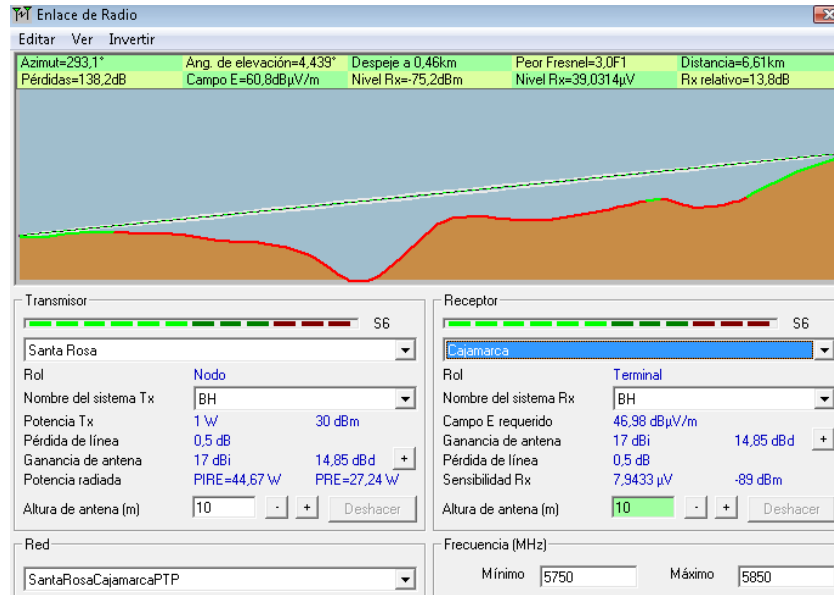 Enlace de Radio
Editar Ver Invertir
Azimut=293,1° Ang. de elevación=4,439° Despeje a 0,46km Peor Fresnel=3,0F1 Distancia=6,61km
Pérdidas=138,2dB Campo E=60,8dBµV/m Nivel Rx=-75,2dBm Nivel Rx=39,0314µV Rx relativo=13,8dB
Transmisor
S6
Santa Rosa
Rol Nodo
Nombre del sistema Tx BH
Potencia Tx 1 W 30 dBm
Pérdida de línea 0,5 dB
Ganancia de antena 17 dBi 14,85 dBd +
Potencia radiada PIRE=44,67 W PRE=27,24 W
Altura de antena (m) 10 - + Deshacer
Red
SantaRosaCajamarcaPTP
Receptor
S6
Cajamarca
Rol Terminal
Nombre del sistema Rx BH
Campo E requerido 46,98 dBµV/m
Ganancia de antena 17 dBi 14,85 dBd +
Pérdida de línea 0,5 dB
Sensibilidad Rx 7,9433 µV -89 dBm
Altura de antena (m) 10 - + Deshacer
Frecuencia (MHz)
Mínimo 5750 Máximo 5850